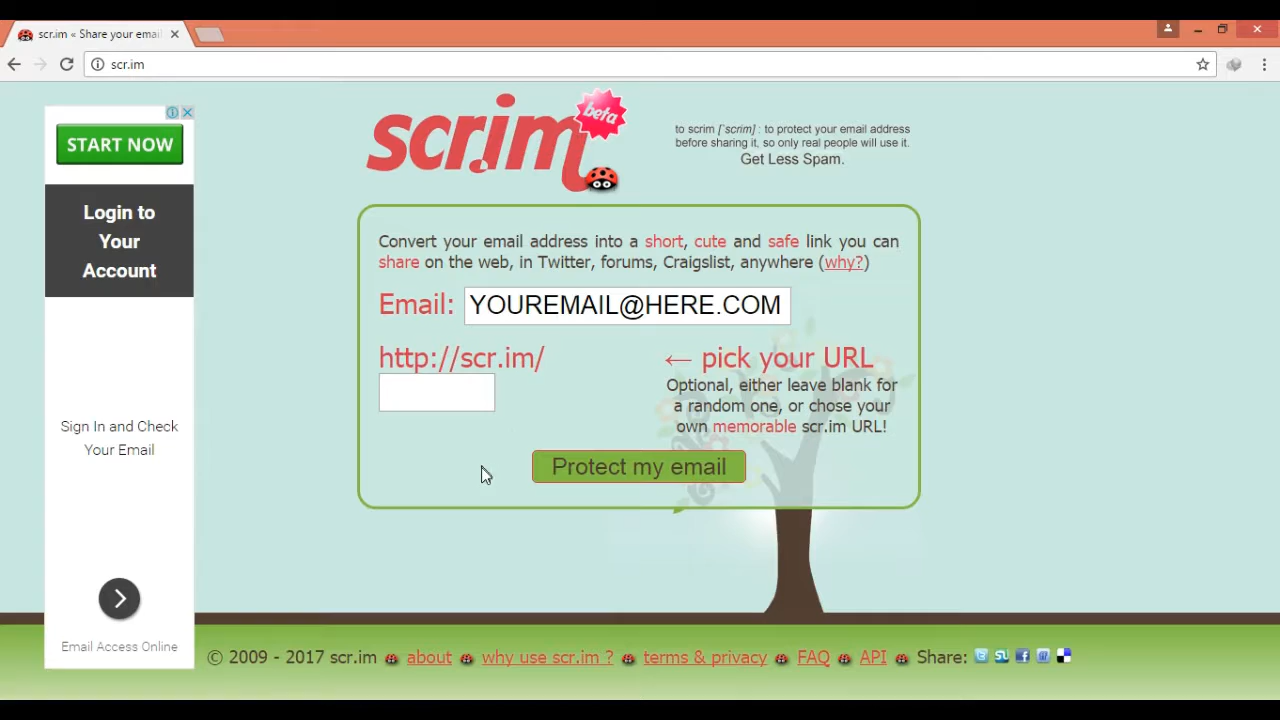 scr.im « Share your email
scr.im
START NOW
Login to
Your
Account
Sign In and Check
Your Email
Email Access Online
scr.im
beta
to scrim [ˈscrim] : to protect your email address
before sharing it, so only real people will use it.
Get Less Spam.
Convert your email address into a short, cute and safe link you can
share on the web, in Twitter, forums, Craigslist, anywhere (why?)
Email: YOUREMAIL@HERE.COM
http://scr.im/ ← pick your URL
Optional, either leave blank for
a random one, or chose your
own memorable scr.im URL!
Protect my email
© 2009 - 2017 scr.im about why use scr.im ? terms & privacy FAQ API Share: